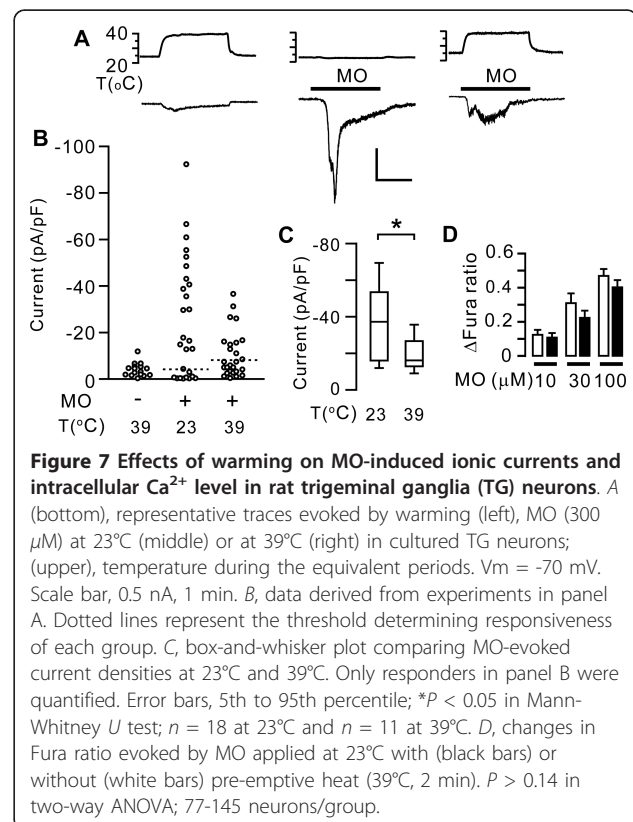 A
40
20
T(oC)
MO
MO
B
-100
-80
-60
-40
-20
0
Current (pA/pF)
MO - + +
T(oC) 39 23 39
C
*
-80
-40
0
Current (pA/pF)
T(oC) 23 39
D
0.6
0.4
0.2
0
ΔFura ratio
MO (μM) 10 30 100
Figure 7 Effects of warming on MO-induced ionic currents and
intracellular Ca2+ level in rat trigeminal ganglia (TG) neurons. A
(bottom), representative traces evoked by warming (left), MO (300
μM) at 23°C (middle) or at 39°C (right) in cultured TG neurons;
(upper), temperature during the equivalent periods. Vm = -70 mV.
Scale bar, 0.5 nA, 1 min. B, data derived from experiments in panel
A. Dotted lines represent the threshold determining responsiveness
of each group. C, box-and-whisker plot comparing MO-evoked
current densities at 23°C and 39°C. Only responders in panel B were
quantified. Error bars, 5th to 95th percentile; *P < 0.05 in Mann-
Whitney U test; n = 18 at 23°C and n = 11 at 39°C. D, changes in
Fura ratio evoked by MO applied at 23°C with (black bars) or
without (white bars) pre-emptive heat (39°C, 2 min). P > 0.14 in
two-way ANOVA; 77-145 neurons/group.